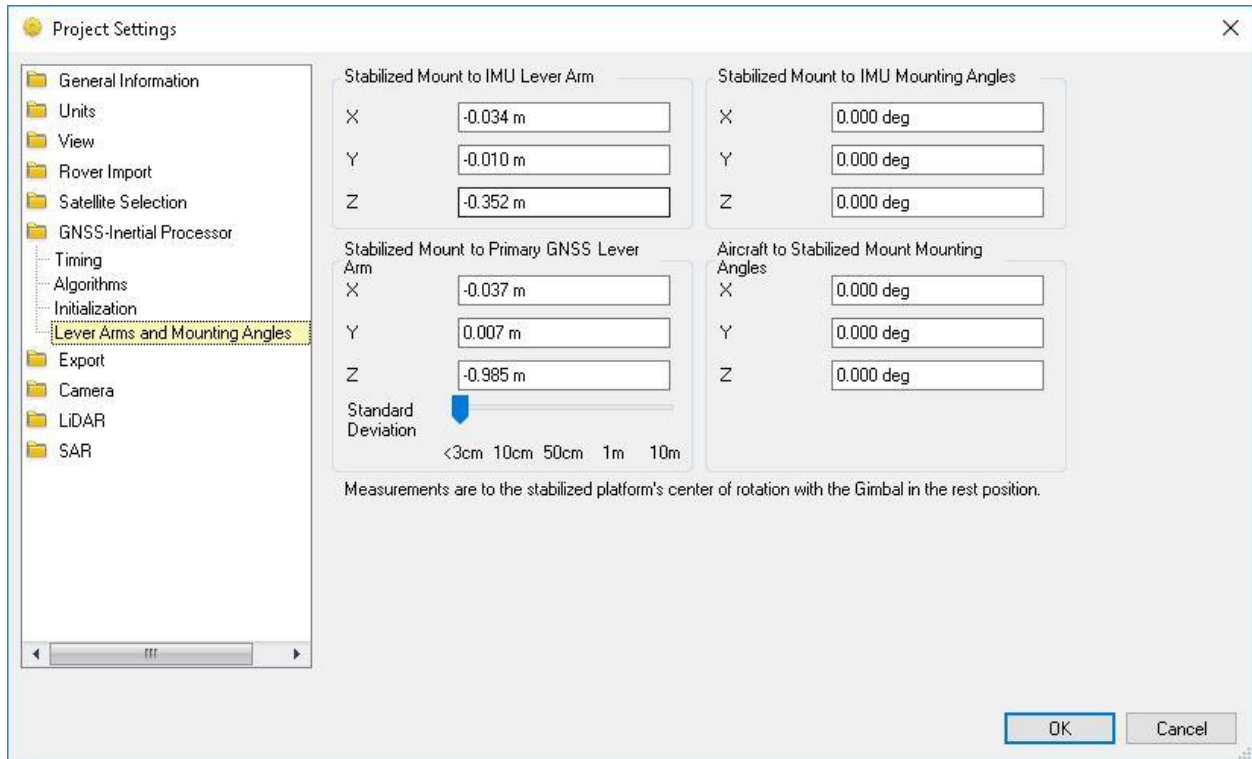 Project Settings
General Information
Units
View
Rover Import
Satellite Selection
GNSS-Inertial Processor
Timing
Algorithms
Initialization
Lever Arms and Mounting Angles
Export
Camera
LiDAR
SAR
Stabilized Mount to IMU Lever Arm
X -0.034 m
Y -0.010 m
Z -0.352 m
Stabilized Mount to IMU Mounting Angles
X 0.000 deg
Y 0.000 deg
Z 0.000 deg
Stabilized Mount to Primary GNSS Lever
Arm
X -0.037 m
Y 0.007 m
Z -0.985 m
Standard
Deviation
<3cm 10cm 50cm 1m 10m
Aircraft to Stabilized Mount Mounting
Angles
X 0.000 deg
Y 0.000 deg
Z 0.000 deg
Measurements are to the stabilized platform's center of rotation with the Gimbal in the rest position.
OK Cancel